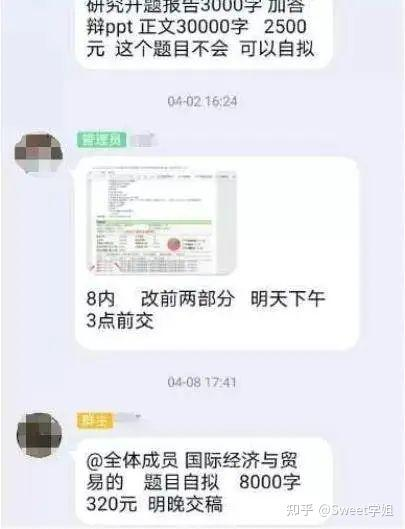 研究开题报告3000字 加答
辩ppt 正文30000字 2500
元 这个题目不会 可以自拟
04-02 16:24
管理员
8内 改前两部分 明天下午
3点前交
04-08 17:41
群主
@全体成员 国际经济与贸
易的 题目自拟 8000字
320元 明晚交稿
知乎 @Sweet学姐